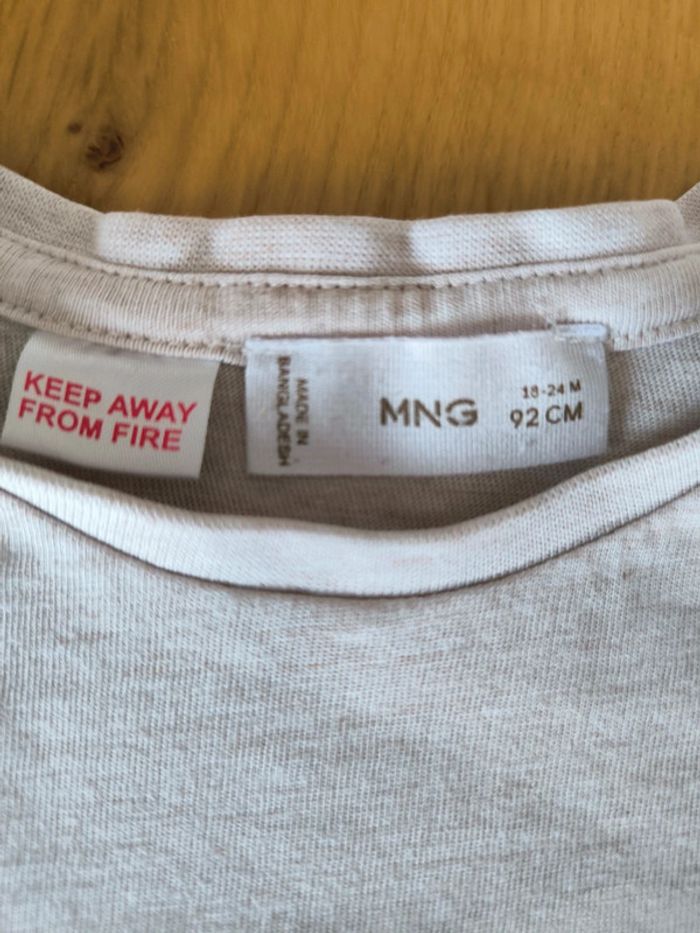 KEEP AWAY
FROM FIRE
MADE IN
BANGLADESH
MNG
18-24 M
92 CM